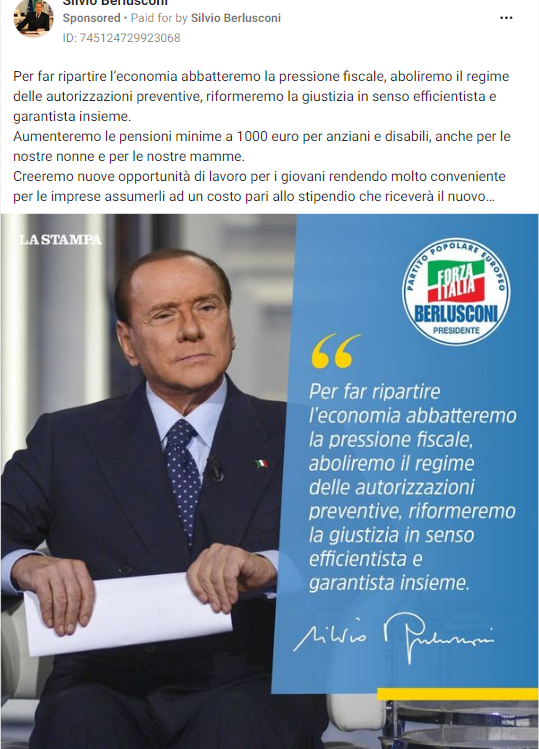 Silvio Berlusconi
Sponsored • Paid for by Silvio Berlusconi
ID: 745124729923068
Per far ripartire l'economia abbatteremo la pressione fiscale, aboliremo il regime
delle autorizzazioni preventive, riformeremo la giustizia in senso efficientista e
garantista insieme.
Aumenteremo le pensioni minime a 1000 euro per anziani e disabili, anche per le
nostre nonne e per le nostre mamme.
Creeremo nuove opportunità di lavoro per i giovani rendendo molto conveniente
per le imprese assumerli ad un costo pari allo stipendio che riceverà il nuovo...
LA STAMPA
PARTITO POPOLARE EUROPEO
FORZA
ITALIA
BERLUSCONI
PRESIDENTE
“
Per far ripartire
l'economia abbatteremo
la pressione fiscale,
aboliremo il regime
delle autorizzazioni
preventive, riformeremo
la giustizia in senso
efficientista e
garantista insieme.
Silvio Berlusconi